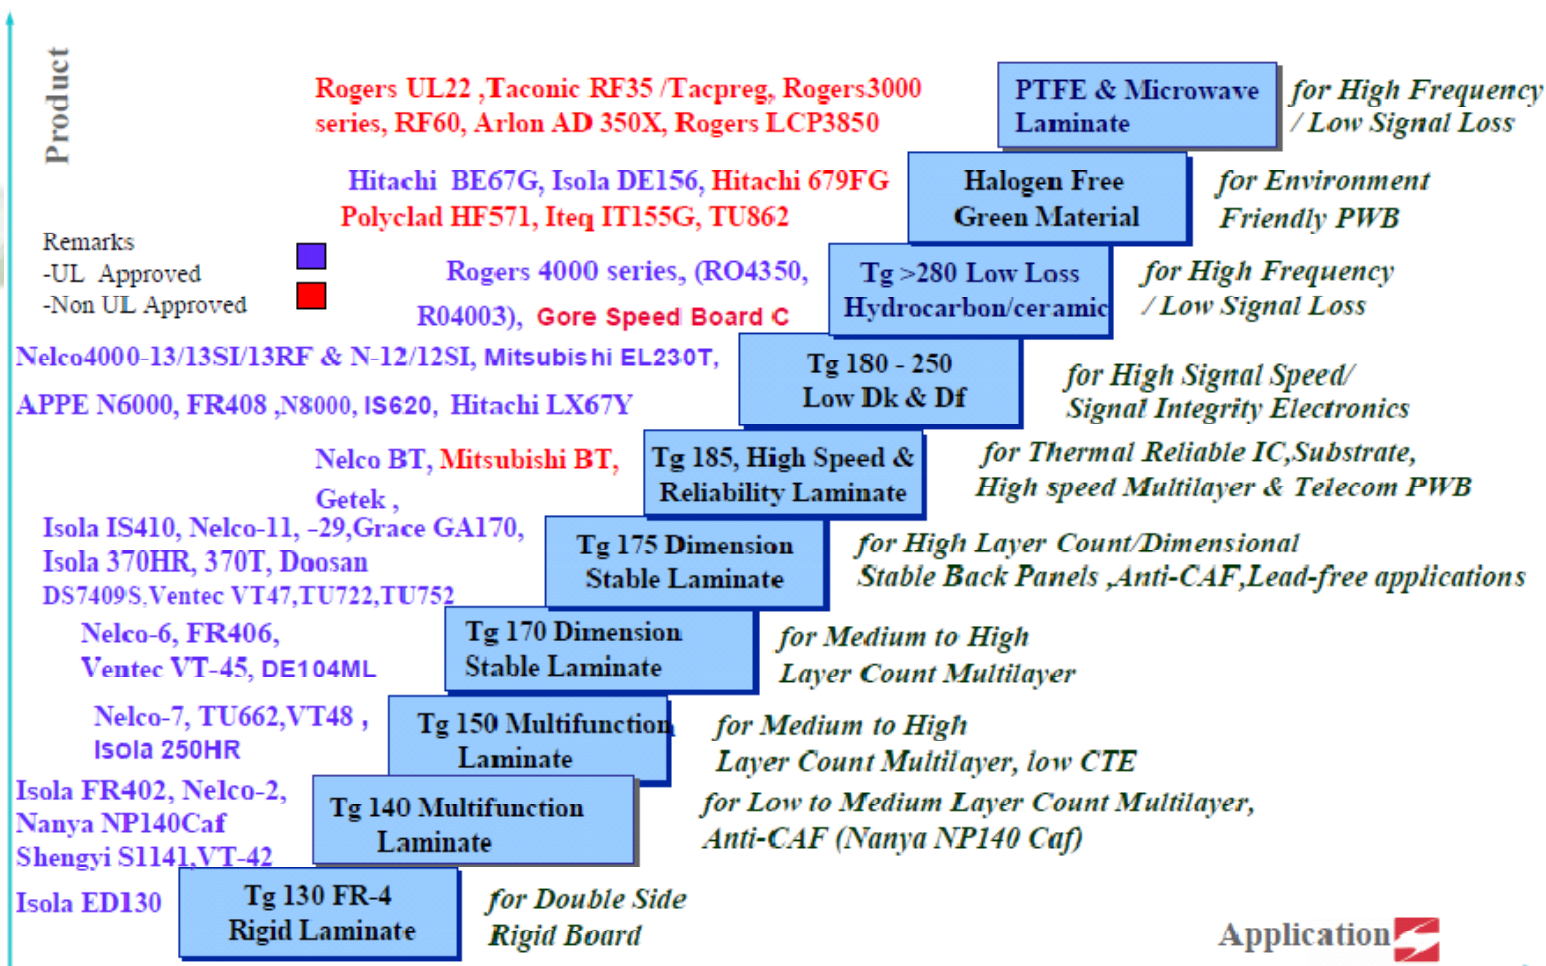 Product
Rogers UL22 ,Taconic RF35 /Tacpreg, Rogers3000
series, RF60, Arlon AD 350X, Rogers LCP3850
PTFE & Microwave
Laminate
for High Frequency
/ Low Signal Loss
Hitachi BE67G, Isola DE156, Hitachi 679FG
Polyclad HF571, Iteq IT155G, TU862
Halogen Free
Green Material
for Environment
Friendly PWB
Remarks
-UL Approved
-Non UL Approved
Rogers 4000 series, (RO4350,
R04003), Gore Speed Board C
Tg >280 Low Loss
Hydrocarbon/ceramic
for High Frequency
/ Low Signal Loss
Nelco4000-13/13SI/13RF & N-12/12SI, Mitsubishi EL230T,
APPE N6000, FR408 ,N8000, IS620, Hitachi LX67Y
Tg 180 - 250
Low Dk & Df
for High Signal Speed/
Signal Integrity Electronics
Nelco BT, Mitsubishi BT,
Getek ,
Tg 185, High Speed &
Reliability Laminate
for Thermal Reliable IC,Substrate,
High speed Multilayer & Telecom PWB
Isola IS410, Nelco-11, -29,Grace GA170,
Isola 370HR, 370T, Doosan
DS7409S,Ventec VT47,TU722,TU752
Tg 175 Dimension
Stable Laminate
for High Layer Count/Dimensional
Stable Back Panels ,Anti-CAF,Lead-free applications
Nelco-6, FR406,
Ventec VT-45, DE104ML
Tg 170 Dimension
Stable Laminate
for Medium to High
Layer Count Multilayer
Nelco-7, TU662,VT48 ,
Isola 250HR
Tg 150 Multifunction
Laminate
for Medium to High
Layer Count Multilayer, low CTE
Isola FR402, Nelco-2,
Nanya NP140Caf
Shengyi S1141,VT-42
Tg 140 Multifunction
Laminate
for Low to Medium Layer Count Multilayer,
Anti-CAF (Nanya NP140 Caf)
Isola ED130
Tg 130 FR-4
Rigid Laminate
for Double Side
Rigid Board
Application